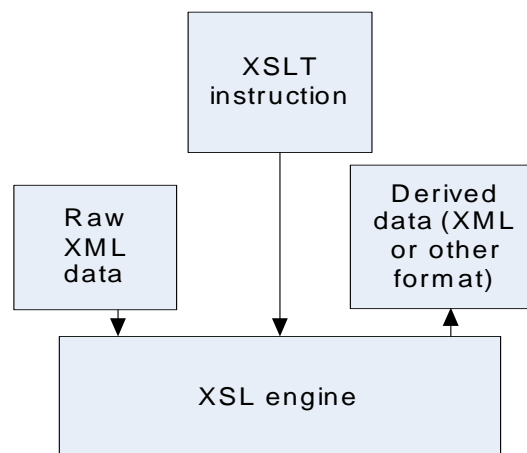 XSLT
instruction
Raw
XML
data
Derived
data (XML
or other
format)
XSL engine